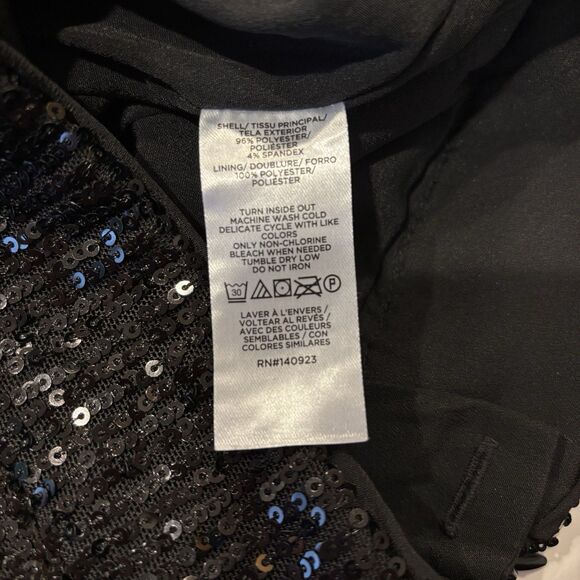 SHELL/ TISSU PRINCIPAL/
TELA EXTERIOR
96% POLYESTER/
POLIÉSTER
4% SPANDEX
LINING/ DOUBLURE/ FORRO
100% POLYESTER/
POLIÉSTER
TURN INSIDE OUT
MACHINE WASH COLD
DELICATE CYCLE WITH LIKE
COLORS
ONLY NON-CHLORINE
BLEACH WHEN NEEDED
TUMBLE DRY LOW
DO NOT IRON
30 P
LAVER À L'ENVERS/
VOLTEAR AL REVÉS/
AVEC DES COULEURS
SEMBLABLES / CON
COLORES SIMILARES
RN#140923